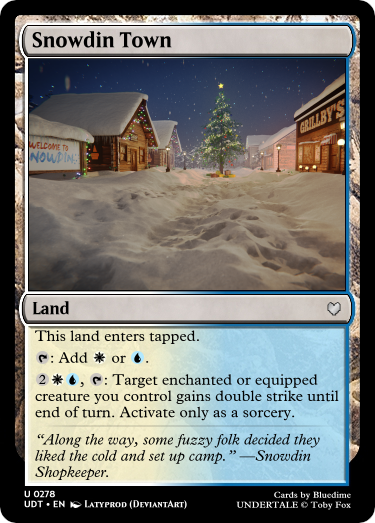 Snowdin Town
WELCOME TO
SNOWDIN
GRILLBY'S
Land
This land enters tapped.
: Add or .
2 , : Target enchanted or equipped
creature you control gains double strike until
end of turn. Activate only as a sorcery.
“Along the way, some fuzzy folk decided they
liked the cold and set up camp.” —Snowdin
Shopkeeper.
U 0278
UDT • EN LATYPROD (DEVIANTART)
Cards by Bluedime
UNDERTALE © Toby Fox